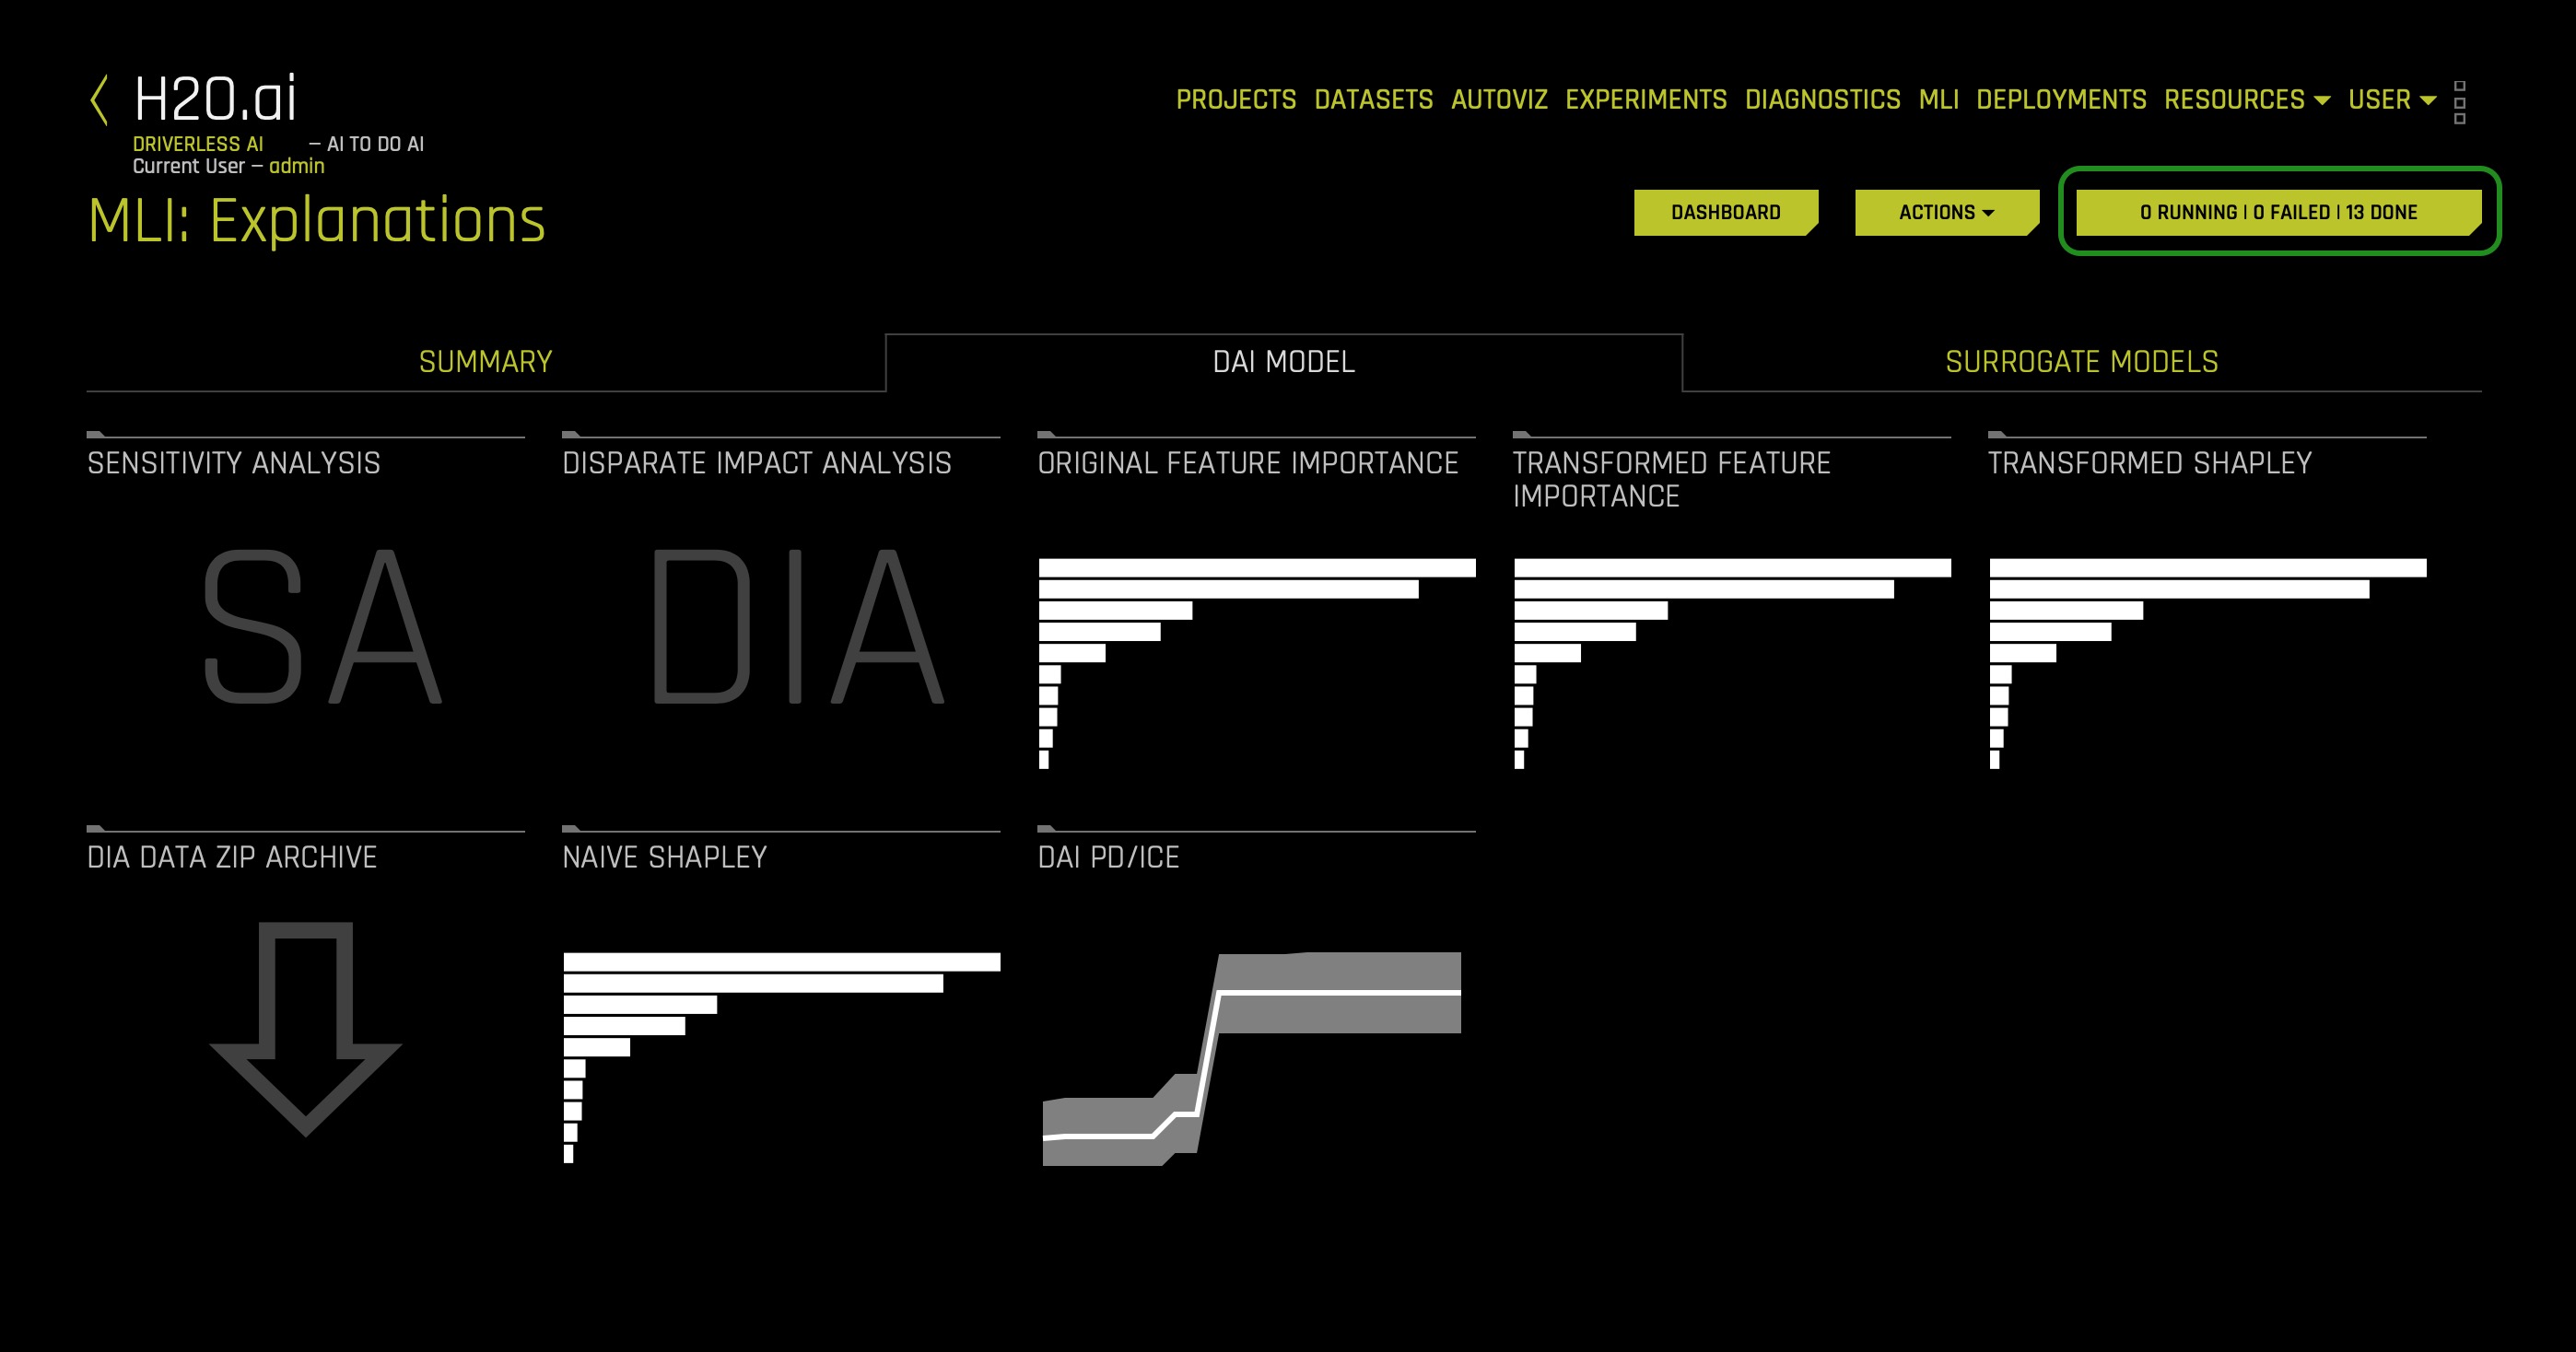 H2O.ai
DRIVERLESS AI — AI TO DO AI
Current User — admin
PROJECTS DATASETS AUTOVIZ EXPERIMENTS DIAGNOSTICS MLI DEPLOYMENTS RESOURCES USER
MLI: Explanations
DASHBOARD
ACTIONS
0 RUNNING | 0 FAILED | 13 DONE
SUMMARY
DAI MODEL
SURROGATE MODELS
SENSITIVITY ANALYSIS
DISPARATE IMPACT ANALYSIS
ORIGINAL FEATURE IMPORTANCE
TRANSFORMED FEATURE
IMPORTANCE
TRANSFORMED SHAPLEY
SA
DIA
DIA DATA ZIP ARCHIVE
NAIVE SHAPLEY
DAI PD/ICE